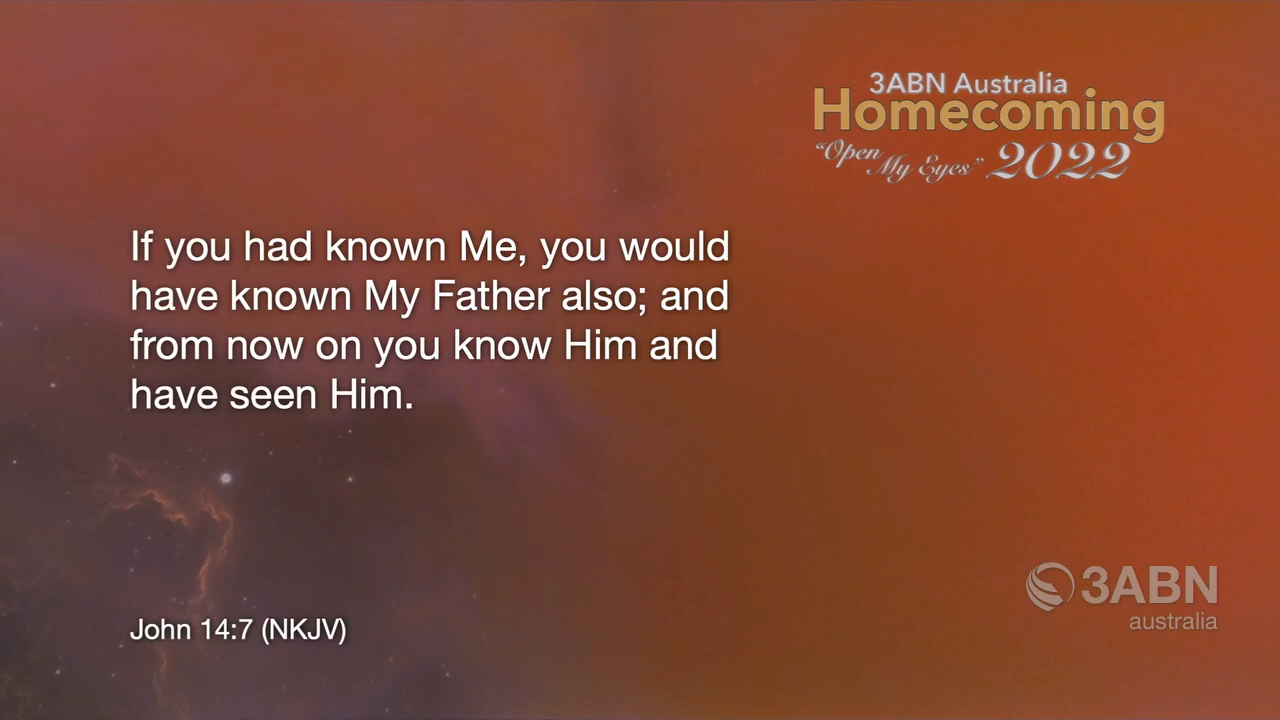 3ABN Australia
Homecoming
“Open My Eyes” 2022
If you had known Me, you would
have known My Father also; and
from now on you know Him and
have seen Him.
3ABN
australia
John 14:7 (NKJV)